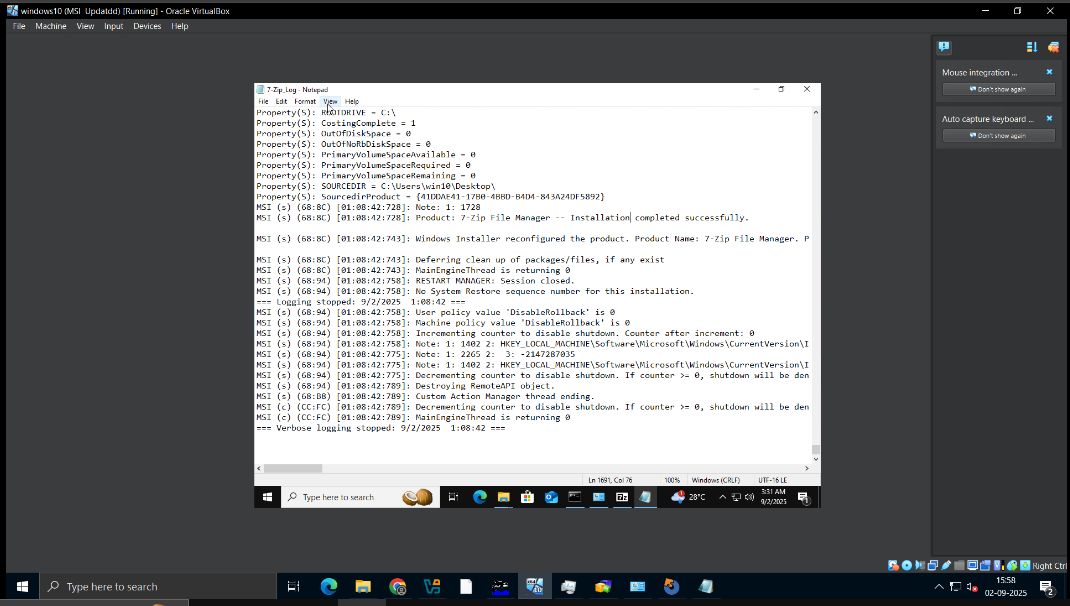 windows10 (MSI Updatdd) [Running] - Oracle VirtualBox
File Machine View Input Devices Help
Mouse integration ...
Don't show again
Auto capture keyboard ...
Don't show again
7-Zip_Log - Notepad
File Edit Format View Help
Property(S): ROOTDRIVE = C:\
Property(S): CostingComplete = 1
Property(S): OutOfDiskSpace = 0
Property(S): OutOfNoRbDiskSpace = 0
Property(S): PrimaryVolumeSpaceAvailable = 0
Property(S): PrimaryVolumeSpaceRequired = 0
Property(S): PrimaryVolumeSpaceRemaining = 0
Property(S): SOURCEDIR = C:\Users\win10\Desktop\
Property(S): SourcedirProduct = {41DDAE41-17B0-4BBD-B4D4-843A24DF5B92}
MSI (s) (68:8C) [01:08:42:728]: Note: 1: 1728
MSI (s) (68:8C) [01:08:42:728]: Product: 7-Zip File Manager -- Installation completed successfully.
MSI (s) (68:8C) [01:08:42:743]: Windows Installer reconfigured the product. Product Name: 7-Zip File Manager. P
MSI (s) (68:8C) [01:08:42:743]: Deferring clean up of packages/files, if any exist
MSI (s) (68:8C) [01:08:42:743]: MainEngineThread is returning 0
MSI (s) (68:94) [01:08:42:758]: RESTART MANAGER: Session closed.
MSI (s) (68:94) [01:08:42:758]: No System Restore sequence number for this installation.
=== Logging stopped: 9/2/2025 1:08:42 ===
MSI (s) (68:94) [01:08:42:758]: User policy value 'DisableRollback' is 0
MSI (s) (68:94) [01:08:42:758]: Machine policy value 'DisableRollback' is 0
MSI (s) (68:94) [01:08:42:758]: Incrementing counter to disable shutdown. Counter after increment: 0
MSI (s) (68:94) [01:08:42:758]: Note: 1: 1402 2: HKEY_LOCAL_MACHINE\Software\Microsoft\Windows\CurrentVersion\I
MSI (s) (68:94) [01:08:42:775]: Note: 1: 2265 2: 3: -2147287035
MSI (s) (68:94) [01:08:42:775]: Note: 1: 1402 2: HKEY_LOCAL_MACHINE\Software\Microsoft\Windows\CurrentVersion\I
MSI (s) (68:94) [01:08:42:775]: Decrementing counter to disable shutdown. If counter >= 0, shutdown will be den
MSI (s) (68:94) [01:08:42:789]: Destroying RemoteAPI object.
MSI (s) (68:B8) [01:08:42:789]: Custom Action Manager thread ending.
MSI (c) (CC:FC) [01:08:42:789]: Decrementing counter to disable shutdown. If counter >= 0, shutdown will be den
MSI (c) (CC:FC) [01:08:42:789]: MainEngineThread is returning 0
=== Verbose logging stopped: 9/2/2025 1:08:42 ===
Ln 1691, Col 76 100% Windows (CRLF) UTF-16 LE
Type here to search 28°C 3:31 AM
9/2/2025
Right Ctrl
Type here to search 15:58
02-09-2025 2